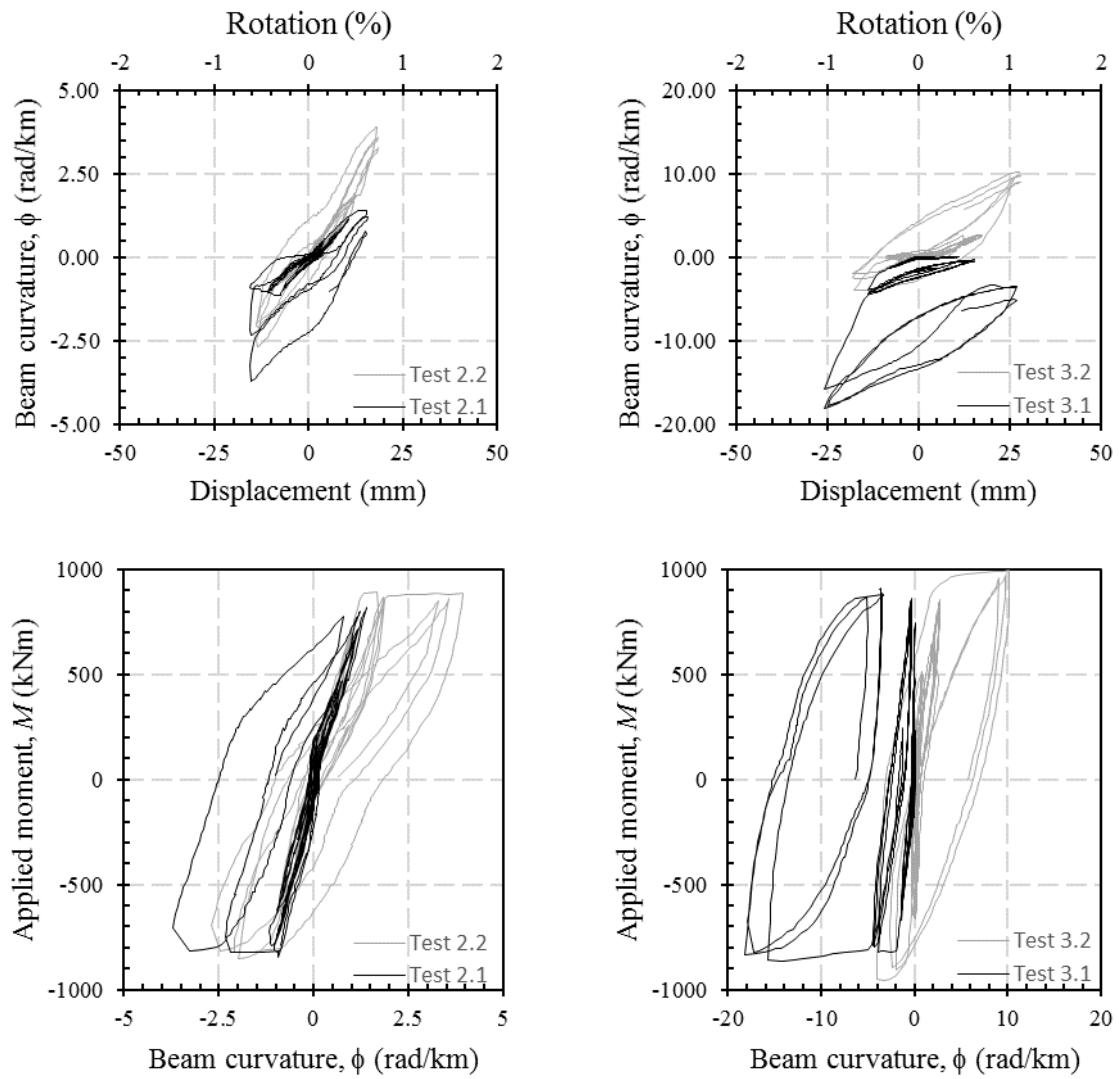 Rotation (%)
-2 -1 0 1 2
5.00
2.50
0.00
-2.50
-5.00
Beam curvature, ϕ (rad/km)
Test 2.2
Test 2.1
-50 -25 0 25 50
Displacement (mm)
Rotation (%)
-2 -1 0 1 2
20.00
10.00
0.00
-10.00
-20.00
Beam curvature, ϕ (rad/km)
Test 3.2
Test 3.1
-50 -25 0 25 50
Displacement (mm)
1000
500
0
-500
-1000
Applied moment, M (kNm)
Test 2.2
Test 2.1
-5 -2.5 0 2.5 5
Beam curvature, ϕ (rad/km)
1000
500
0
-500
-1000
Applied moment, M (kNm)
Test 3.2
Test 3.1
-20 -10 0 10 20
Beam curvature, ϕ (rad/km)